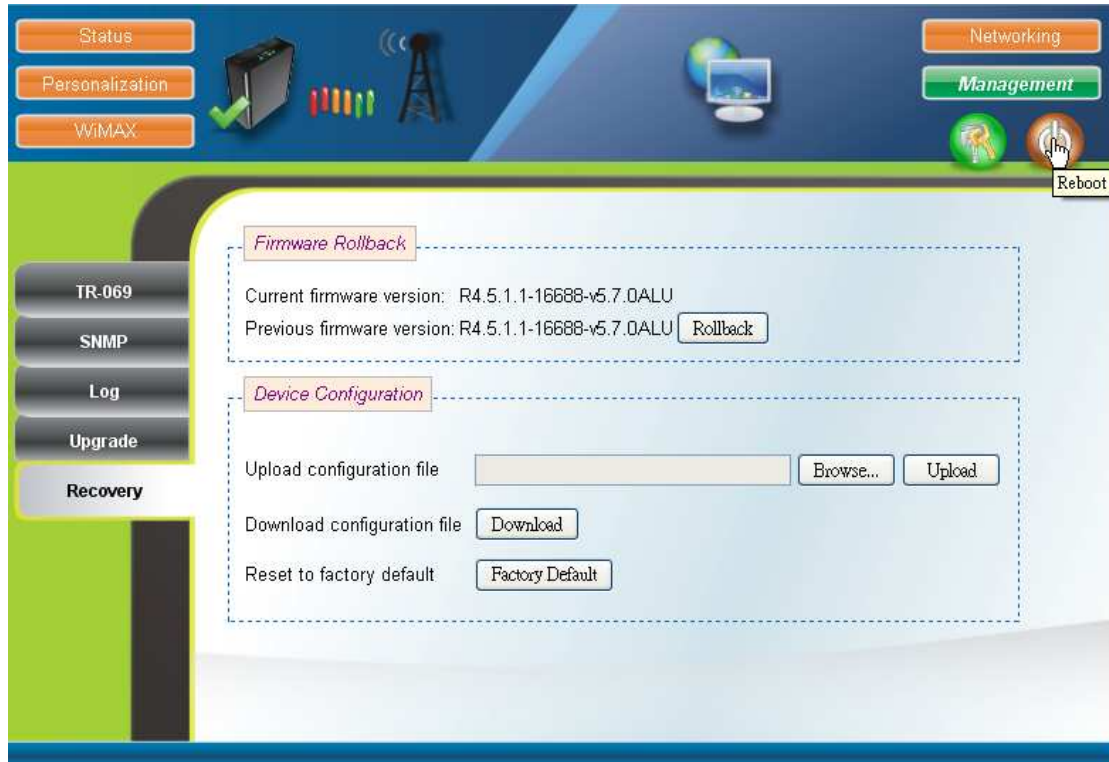 Status
Personalization
WiMAX
Networking
Management
Reboot
TR-069
SNMP
Log
Upgrade
Recovery
Firmware Rollback
Current firmware version: R4.5.1.1-16688-v5.7.0ALU
Previous firmware version: R4.5.1.1-16688-v5.7.0ALU Rollback
Device Configuration
Upload configuration file Browse... Upload
Download configuration file Download
Reset to factory default Factory Default